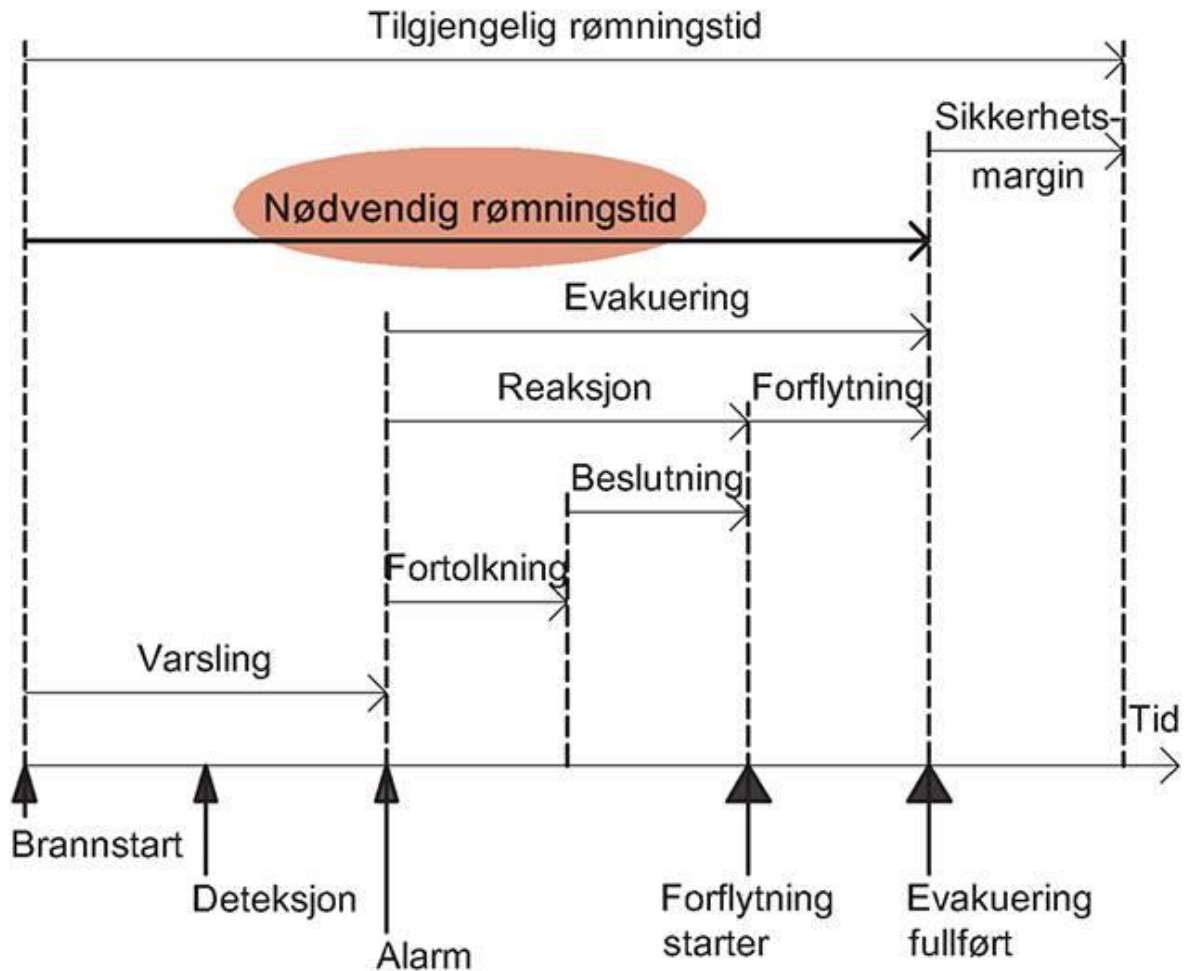 Tilgjengelig rømningstid
Sikkerhets-
margin
Nødvendig rømningstid
Evakuering
Reaksjon
Forflytning
Beslutning
Fortolkning
Varsling
Tid
Brannstart
Deteksjon
Alarm
Forflytning
starter
Evakuering
fullført